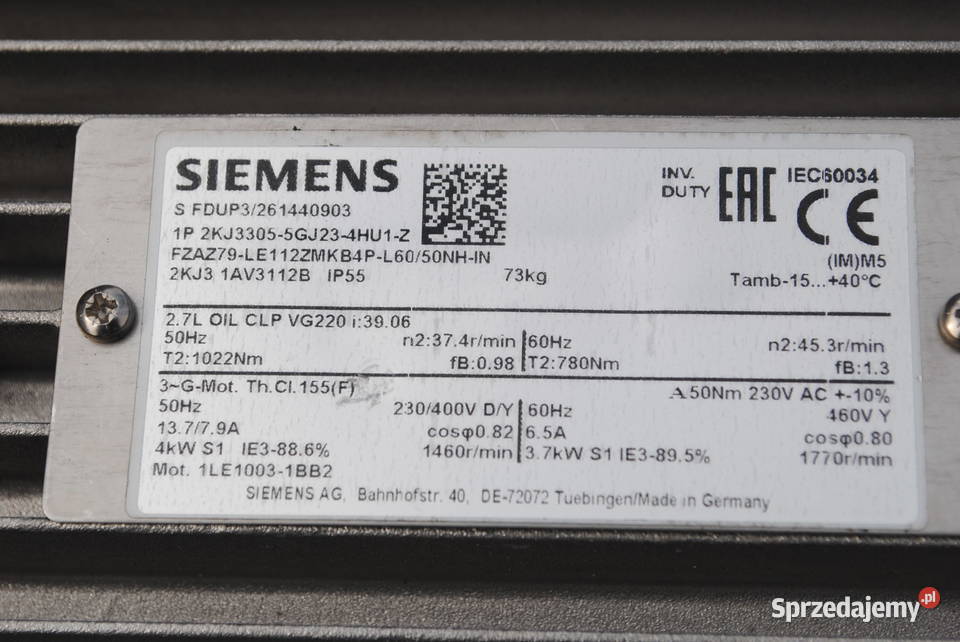 SIEMENS
INV. DUTY EAC IEC60034
CE
S FDUP3/261440903
1P 2KJ3305-5GJ23-4HU1-Z
FZAZ79-LE112ZMKB4P-L60/50NH-IN
(IM)M5
2KJ3 1AV3112B IP55 73kg Tamb-15...+40°C
2.7L OIL CLP VG220 i:39.06
50Hz n2:37.4r/min 60Hz n2:45.3r/min
T2:1022Nm fB:0.98 T2:780Nm fB:1.3
3~G-Mot. Th.Cl.155(F) 50Nm 230V AC +-10%
50Hz 230/400V D/Y 60Hz 460V Y
13.7/7.9A cosφ0.82 6.5A cosφ0.80
4kW S1 IE3-88.6% 1460r/min 3.7kW S1 IE3-89.5% 1770r/min
Mot. 1LE1003-1BB2
SIEMENS AG, Bahnhofstr. 40, DE-72072 Tuebingen/Made in Germany
Sprzedajemy.pl